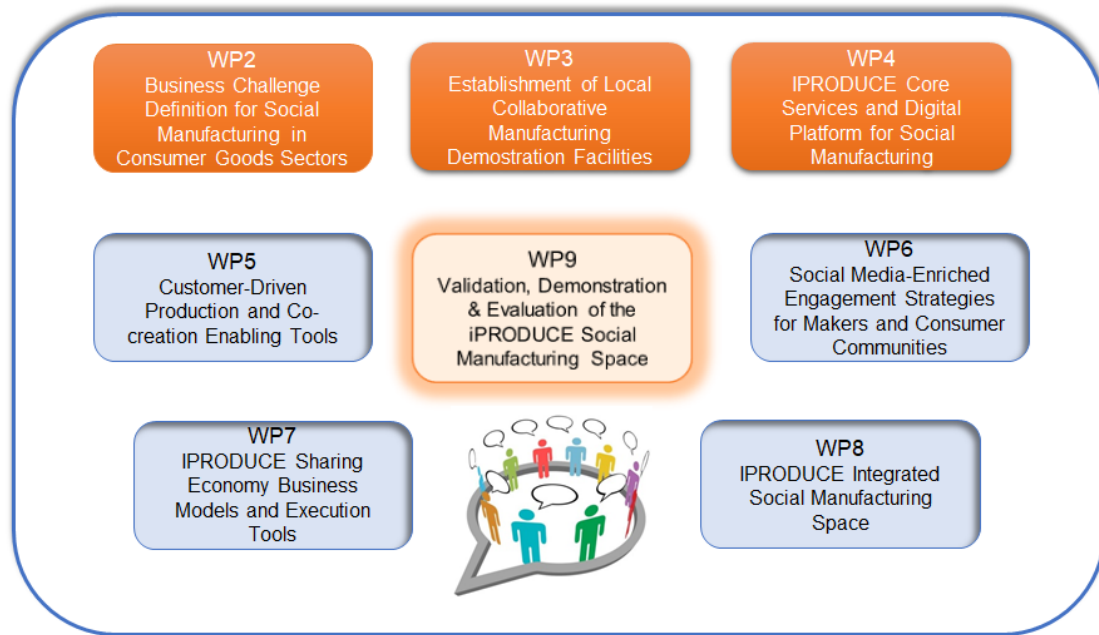 WP2
Business Challenge
Definition for Social
Manufacturing in
Consumer Goods Sectors
WP3
Establishment of Local
Collaborative
Manufacturing
Demostration Facilities
WP4
IPRODUCE Core
Services and Digital
Platform for Social
Manufacturing
WP5
Customer-Driven
Production and Co-
creation Enabling Tools
WP9
Validation, Demonstration
& Evaluation of the
iPRODUCE Social
Manufacturing Space
WP6
Social Media-Enriched
Engagement Strategies
for Makers and Consumer
Communities
WP7
IPRODUCE Sharing
Economy Business
Models and Execution
Tools
WP8
IPRODUCE Integrated
Social Manufacturing
Space